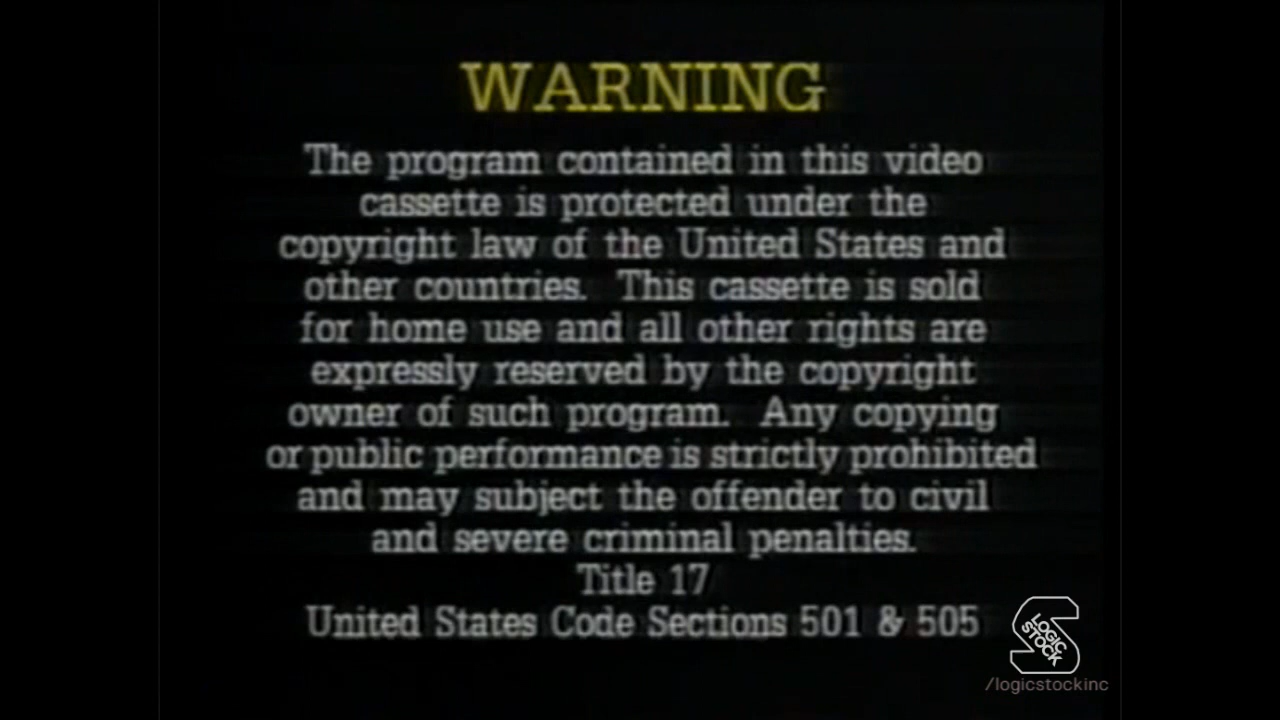 WARNING
The program contained in this video
cassette is protected under the
copyright law of the United States and
other countries. This cassette is sold
for home use and all other rights are
expressly reserved by the copyright
owner of such program. Any copying
or public performance is strictly prohibited
and may subject the offender to civil
and severe criminal penalties.
Title 17
United States Code Sections 501 & 505
LOGIC
STOCK
/logicstockinc